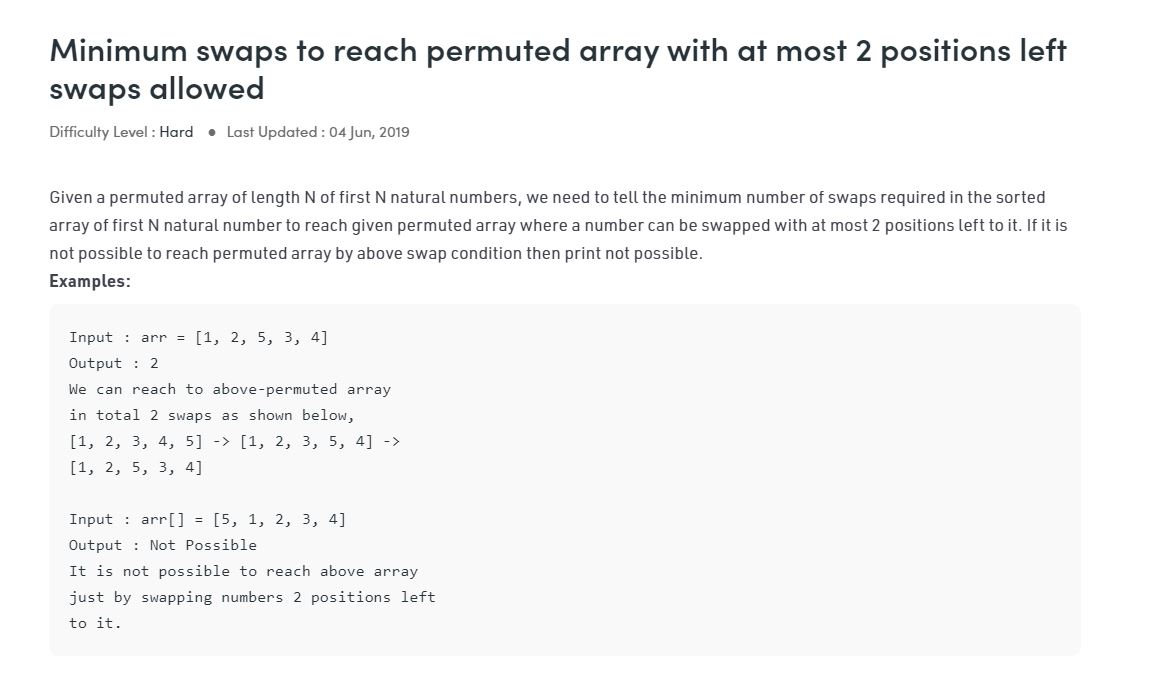 Minimum swaps to reach permuted array with at most 2 positions left
swaps allowed
Difficulty Level : Hard ● Last Updated : 04 Jun, 2019
Given a permuted array of length N of first N natural numbers, we need to tell the minimum number of swaps required in the sorted
array of first N natural number to reach given permuted array where a number can be swapped with at most 2 positions left to it. If it is
not possible to reach permuted array by above swap condition then print not possible.
Examples:
Input : arr = [1, 2, 5, 3, 4]
Output : 2
We can reach to above-permuted array
in total 2 swaps as shown below,
[1, 2, 3, 4, 5] -> [1, 2, 3, 5, 4] ->
[1, 2, 5, 3, 4]
Input : arr[] = [5, 1, 2, 3, 4]
Output : Not Possible
It is not possible to reach above array
just by swapping numbers 2 positions left
to it.